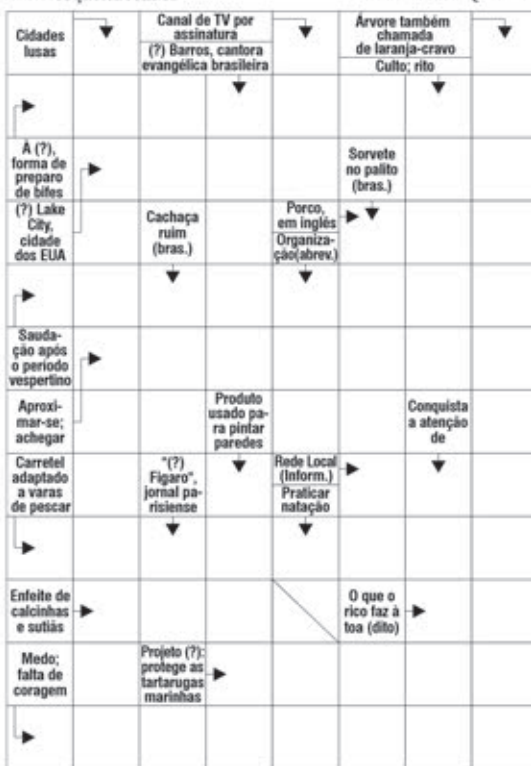 Cidades
lusas
Canal de TV por
assinatura
(?) Barros, cantora
evangélica brasileira
Árvore também
chamada
de laranja-cravo
Culto; rito
À (?),
forma de
preparo
de bifes
Sorvete
no palito
(bras.)
(?) Lake
City,
cidade
dos EUA
Cachaça
ruim
(bras.)
Porco,
em inglês
Organiza-
ção(abrev.)
Sauda-
ção após
o período
vespertino
Aproxi-
mar-se;
achegar
Produto
usado pa-
ra pintar
paredes
Conquista
a atenção
de
Carretel
adaptado
a varas
de pescar
"(?)
Figaro",
jornal pa-
risiense
Rede Local
(Inform.)
Praticar
natação
Enfeite de
calcinhas
e sutiãs
O que o
rico faz à
toa (dito)
Medo;
falta de
coragem
Projeto (?):
protege as
tartarugas
marinhas